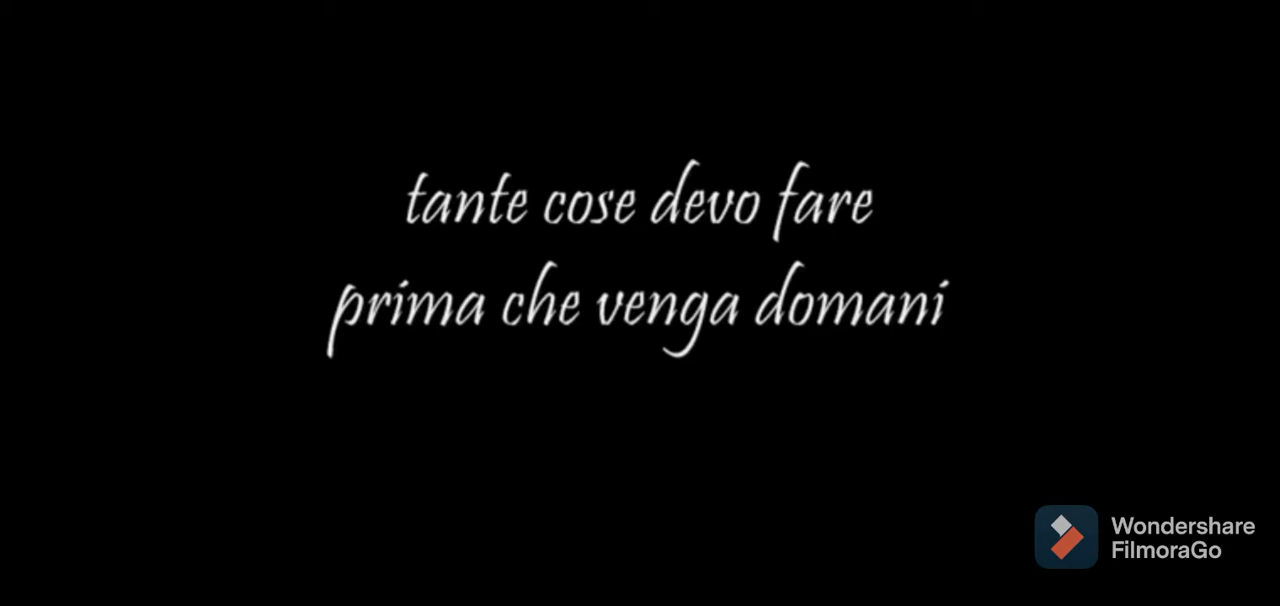 tante cose devo fare
prima che venga domani
Wondershare
FilmoraGo